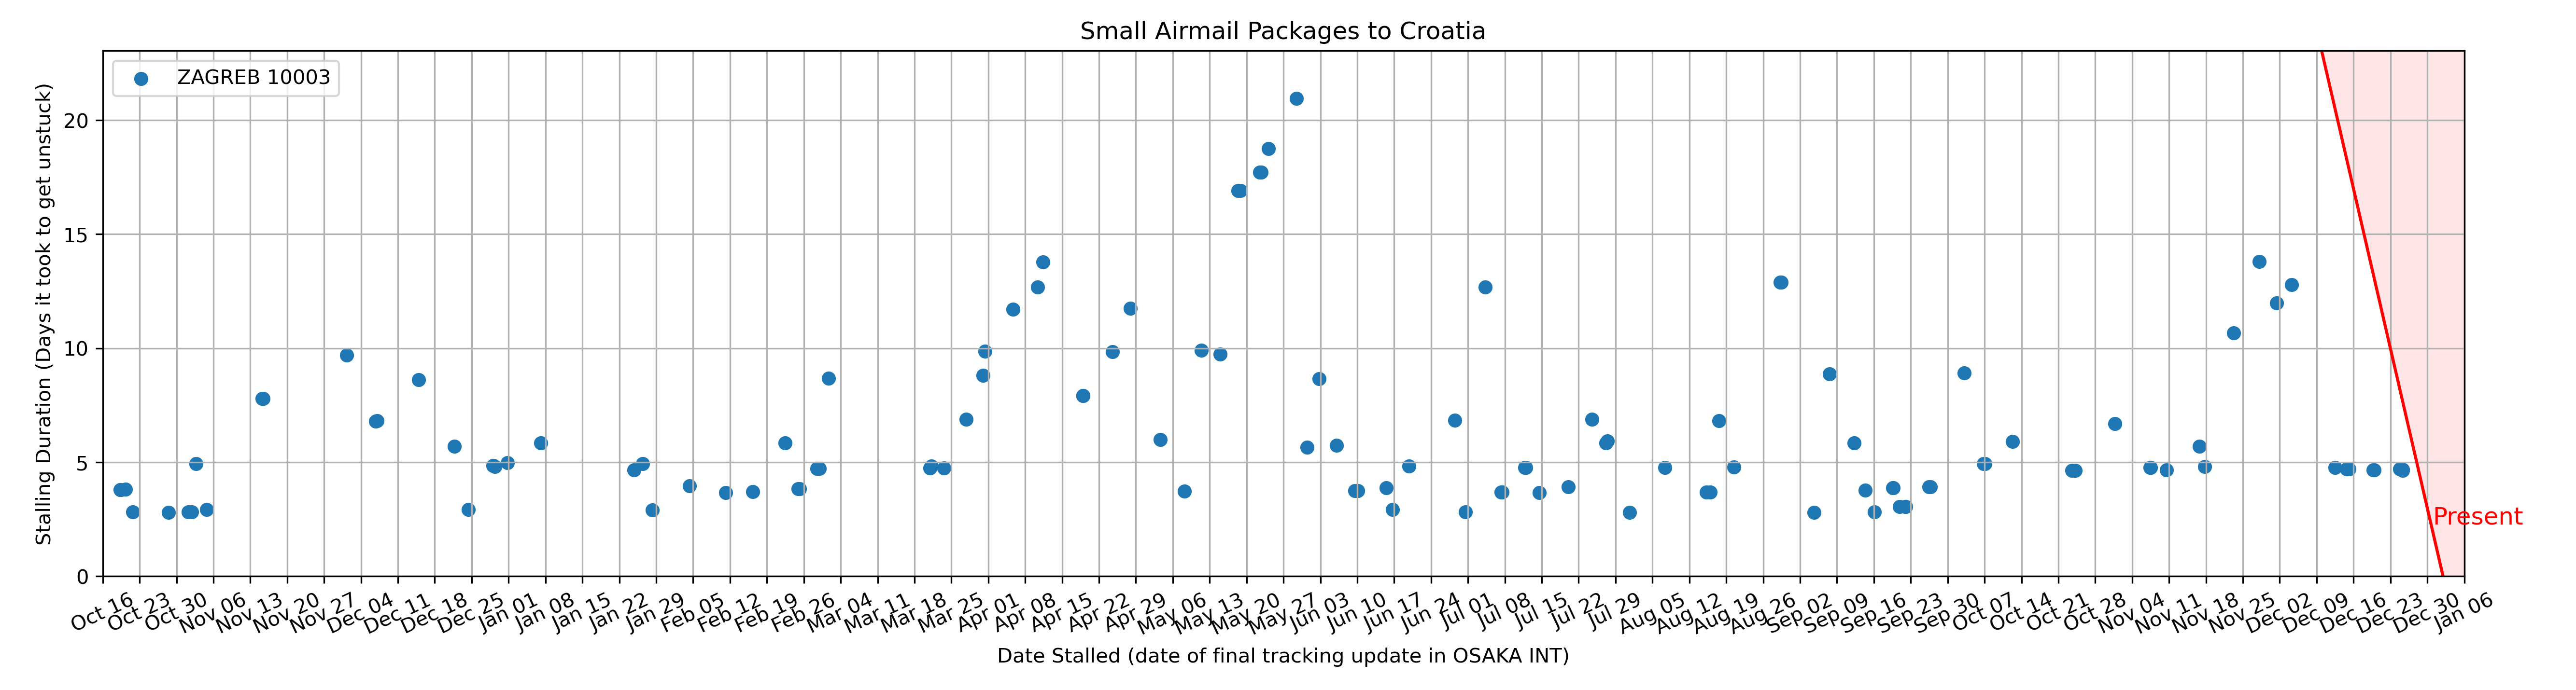 Small Airmail Packages to Croatia
ZAGREB 10003
Stalling Duration (Days it took to get unstuck)
20
15
10
5
0
Present
Oct 16
Oct 23
Oct 30
Nov 06
Nov 13
Nov 20
Nov 27
Dec 04
Dec 11
Dec 18
Dec 25
Jan 01
Jan 08
Jan 15
Jan 22
Jan 29
Feb 05
Feb 12
Feb 19
Feb 26
Mar 04
Mar 11
Mar 18
Mar 25
Apr 01
Apr 08
Apr 15
Apr 22
Apr 29
May 06
May 13
May 20
May 27
Jun 03
Jun 10
Jun 17
Jun 24
Jul 01
Jul 08
Jul 15
Jul 22
Jul 29
Aug 05
Aug 12
Aug 19
Aug 26
Sep 02
Sep 09
Sep 16
Sep 23
Sep 30
Oct 07
Oct 14
Oct 21
Oct 28
Nov 04
Nov 11
Nov 18
Nov 25
Dec 02
Dec 09
Dec 16
Dec 23
Dec 30
Jan 06
Date Stalled (date of final tracking update in OSAKA INT)